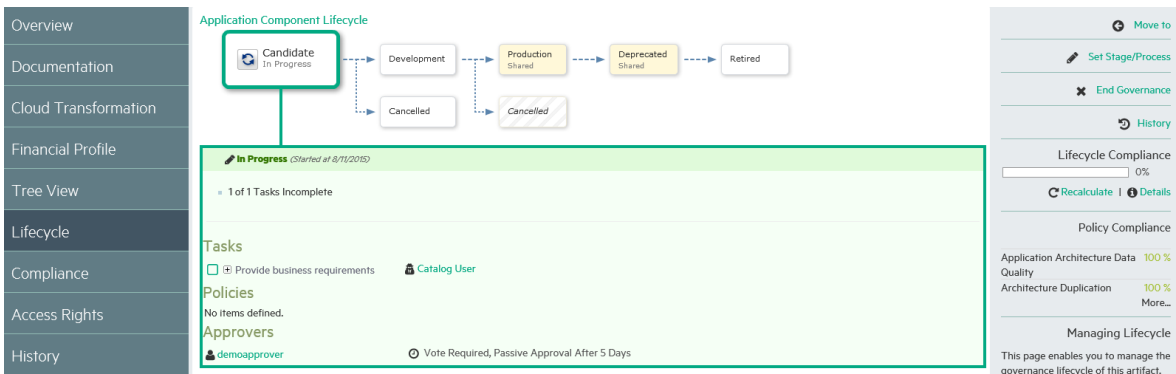 Overview
Documentation
Cloud Transformation
Financial Profile
Tree View
Lifecycle
Compliance
Access Rights
History
Application Component Lifecycle
Candidate
In Progress
Development
Production
Shared
Deprecated
Shared
Retired
Cancelled
Cancelled
In Progress (Started at 8/11/2015)
1 of 1 Tasks Incomplete
Tasks
Provide business requirements Catalog User
Policies
No items defined.
Approvers
demoapprover Vote Required, Passive Approval After 5 Days
Move to
Set Stage/Process
End Governance
History
Lifecycle Compliance
0%
Recalculate | Details
Policy Compliance
Application Architecture Data 100 %
Quality
Architecture Duplication 100 %
More...
Managing Lifecycle
This page enables you to manage the
governance lifecycle of this artifact.